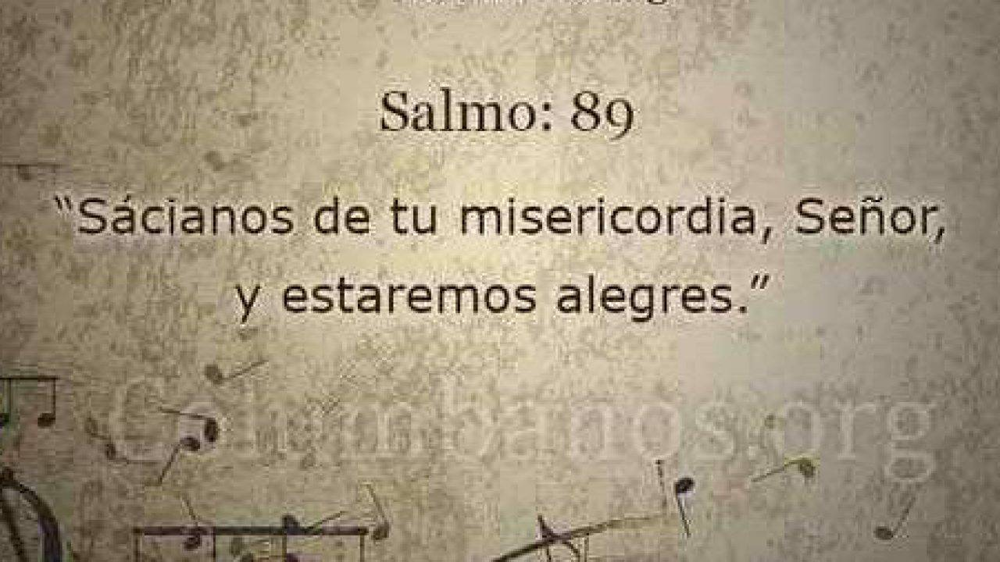 Salmo: 89
“Sácianos de tu misericordia, Señor,
y estaremos alegres.”
Columbanos.org